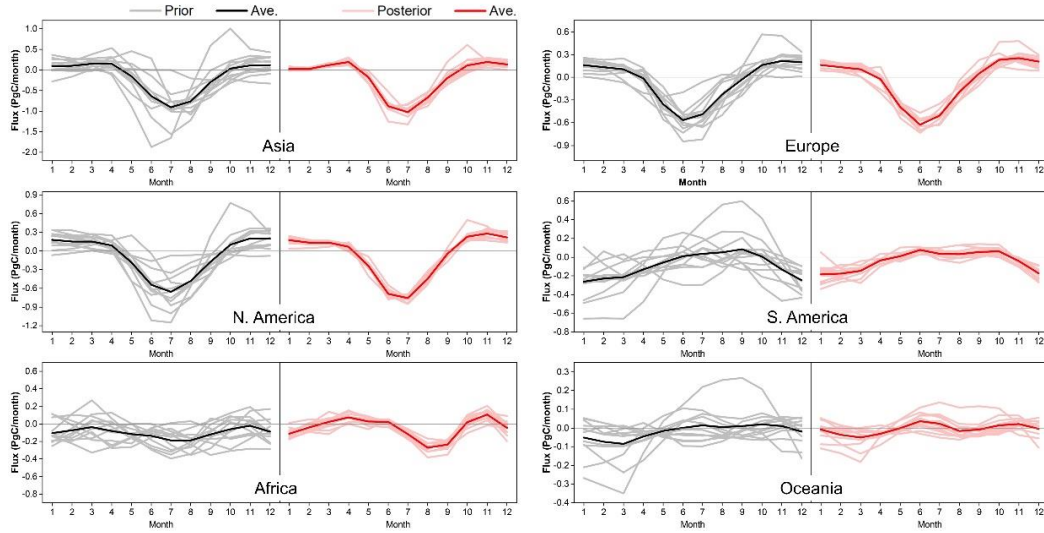 Prior Ave. Posterior Ave.
Flux (PgC/month)
1.0
0.5
0.0
-0.5
-1.0
-1.5
-2.0
Asia
1 2 3 4 5 6 7 8 9 10 11 12 1 2 3 4 5 6 7 8 9 10 11 12
Month Month
Flux (PgC/month)
0.6
0.3
0.0
-0.3
-0.6
-0.9
Europe
1 2 3 4 5 6 7 8 9 10 11 12 1 2 3 4 5 6 7 8 9 10 11 12
Month Month
Flux (PgC/month)
0.9
0.6
0.3
0.0
-0.3
-0.6
-0.9
-1.2
N. America
1 2 3 4 5 6 7 8 9 10 11 12 1 2 3 4 5 6 7 8 9 10 11 12
Month Month
Flux (PgC/month)
0.6
0.4
0.2
0.0
-0.2
-0.4
-0.6
-0.8
S. America
1 2 3 4 5 6 7 8 9 10 11 12 1 2 3 4 5 6 7 8 9 10 11 12
Month Month
Flux (PgC/month)
0.4
0.2
0.0
-0.2
-0.4
-0.6
-0.8
Africa
1 2 3 4 5 6 7 8 9 10 11 12 1 2 3 4 5 6 7 8 9 10 11 12
Month Month
Flux (PgC/month)
0.3
0.2
0.1
0.0
-0.1
-0.2
-0.3
-0.4
Oceania
1 2 3 4 5 6 7 8 9 10 11 12 1 2 3 4 5 6 7 8 9 10 11 12
Month Month